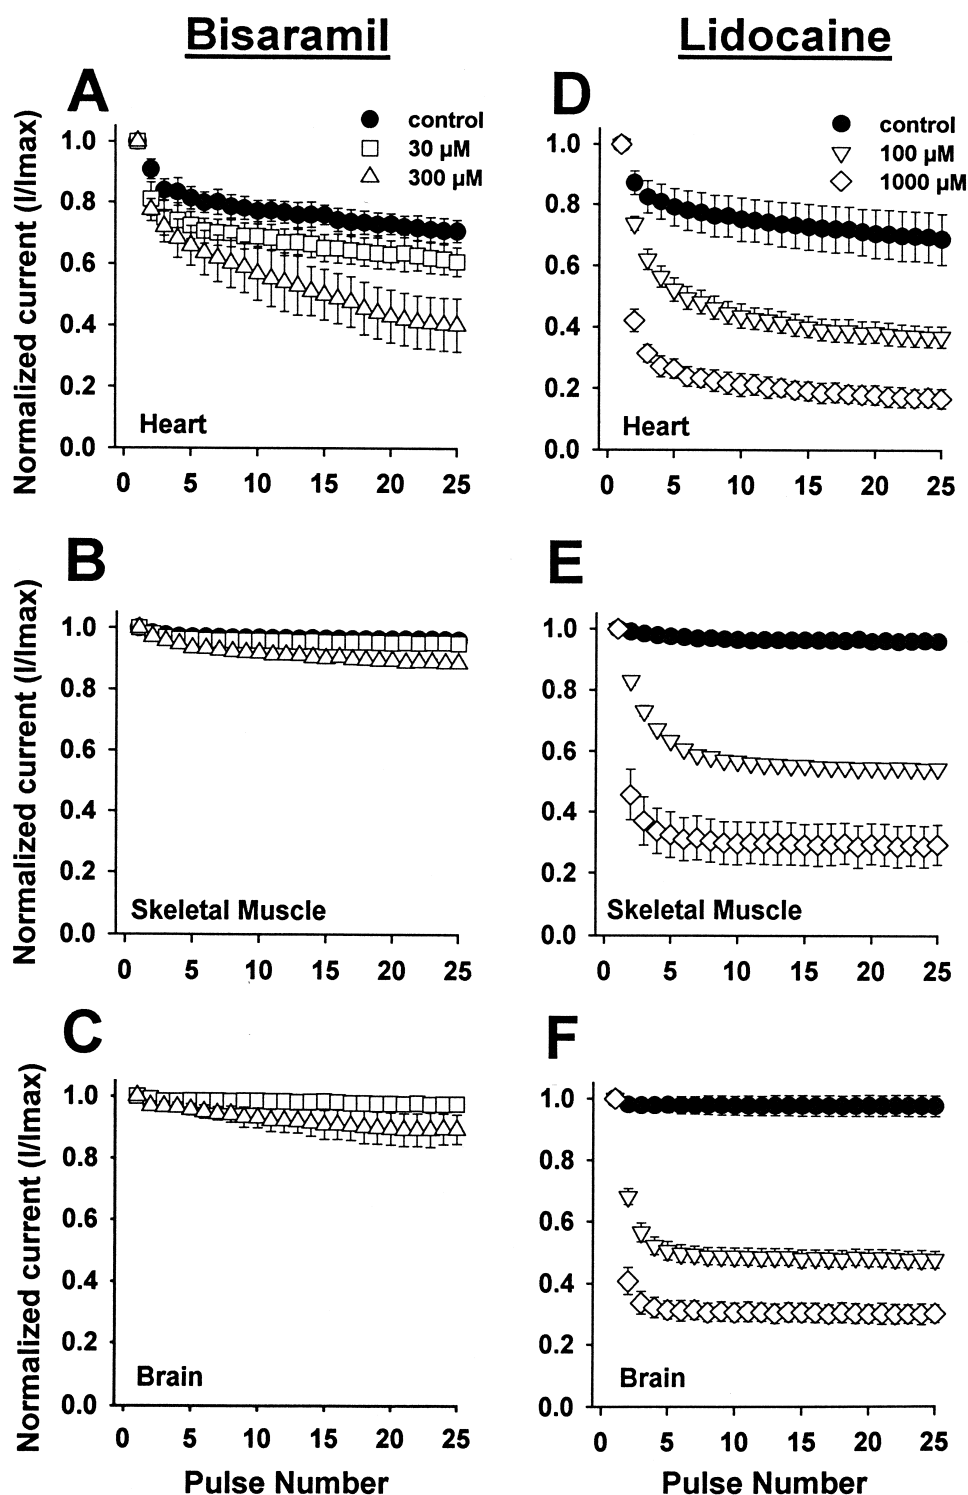 Bisaramil
Lidocaine
A
Normalized current (I/Imax)
control
30 µM
300 µM
1.0
0.8
0.6
0.4
0.2
0.0
Heart
0 5 10 15 20 25
D
control
100 µM
1000 µM
1.0
0.8
0.6
0.4
0.2
0.0
Heart
0 5 10 15 20 25
B
Normalized current (I/Imax)
1.0
0.8
0.6
0.4
0.2
0.0
Skeletal Muscle
0 5 10 15 20 25
E
1.0
0.8
0.6
0.4
0.2
0.0
Skeletal Muscle
0 5 10 15 20 25
C
Normalized current (I/Imax)
1.0
0.8
0.6
0.4
0.2
0.0
Brain
0 5 10 15 20 25
Pulse Number
F
1.0
0.8
0.6
0.4
0.2
0.0
Brain
0 5 10 15 20 25
Pulse Number